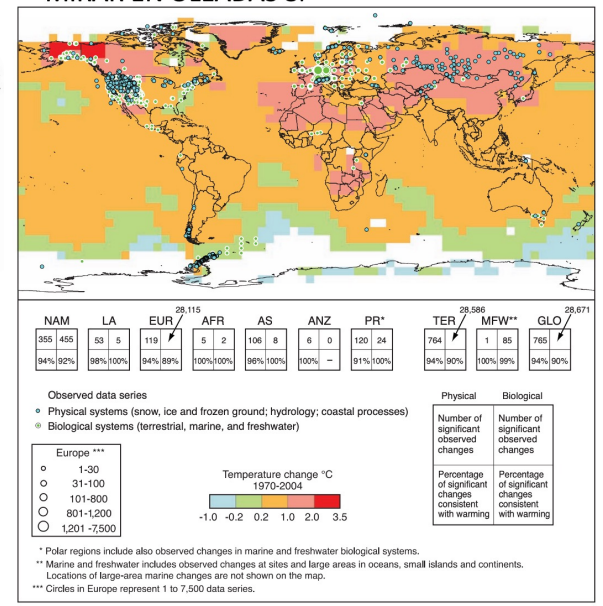 28,115
28,586
28,671
NAM LA EUR AFR AS ANZ PR* TER MFW** GLO
355 455 53 5 119 5 2 106 8 6 0 120 24 764 1 85 765
94% 92% 98% 100% 94% 89% 100% 100% 96% 100% 100% – 91% 100% 94% 90% 100% 99% 94% 90%
Observed data series
Physical systems (snow, ice and frozen ground; hydrology; coastal processes)
Biological systems (terrestrial, marine, and freshwater)
Europe ***
1-30
31-100
101-800
801-1,200
1,201 -7,500
Temperature change °C
1970-2004
-1.0 -0.2 0.2 1.0 2.0 3.5
Physical Biological
Number of Number of
significant significant
observed observed
changes changes
Percentage Percentage
of significant of significant
changes changes
consistent consistent
with warming with warming
* Polar regions include also observed changes in marine and freshwater biological systems.
** Marine and freshwater includes observed changes at sites and large areas in oceans, small islands and continents.
Locations of large-area marine changes are not shown on the map.
*** Circles in Europe represent 1 to 7,500 data series.